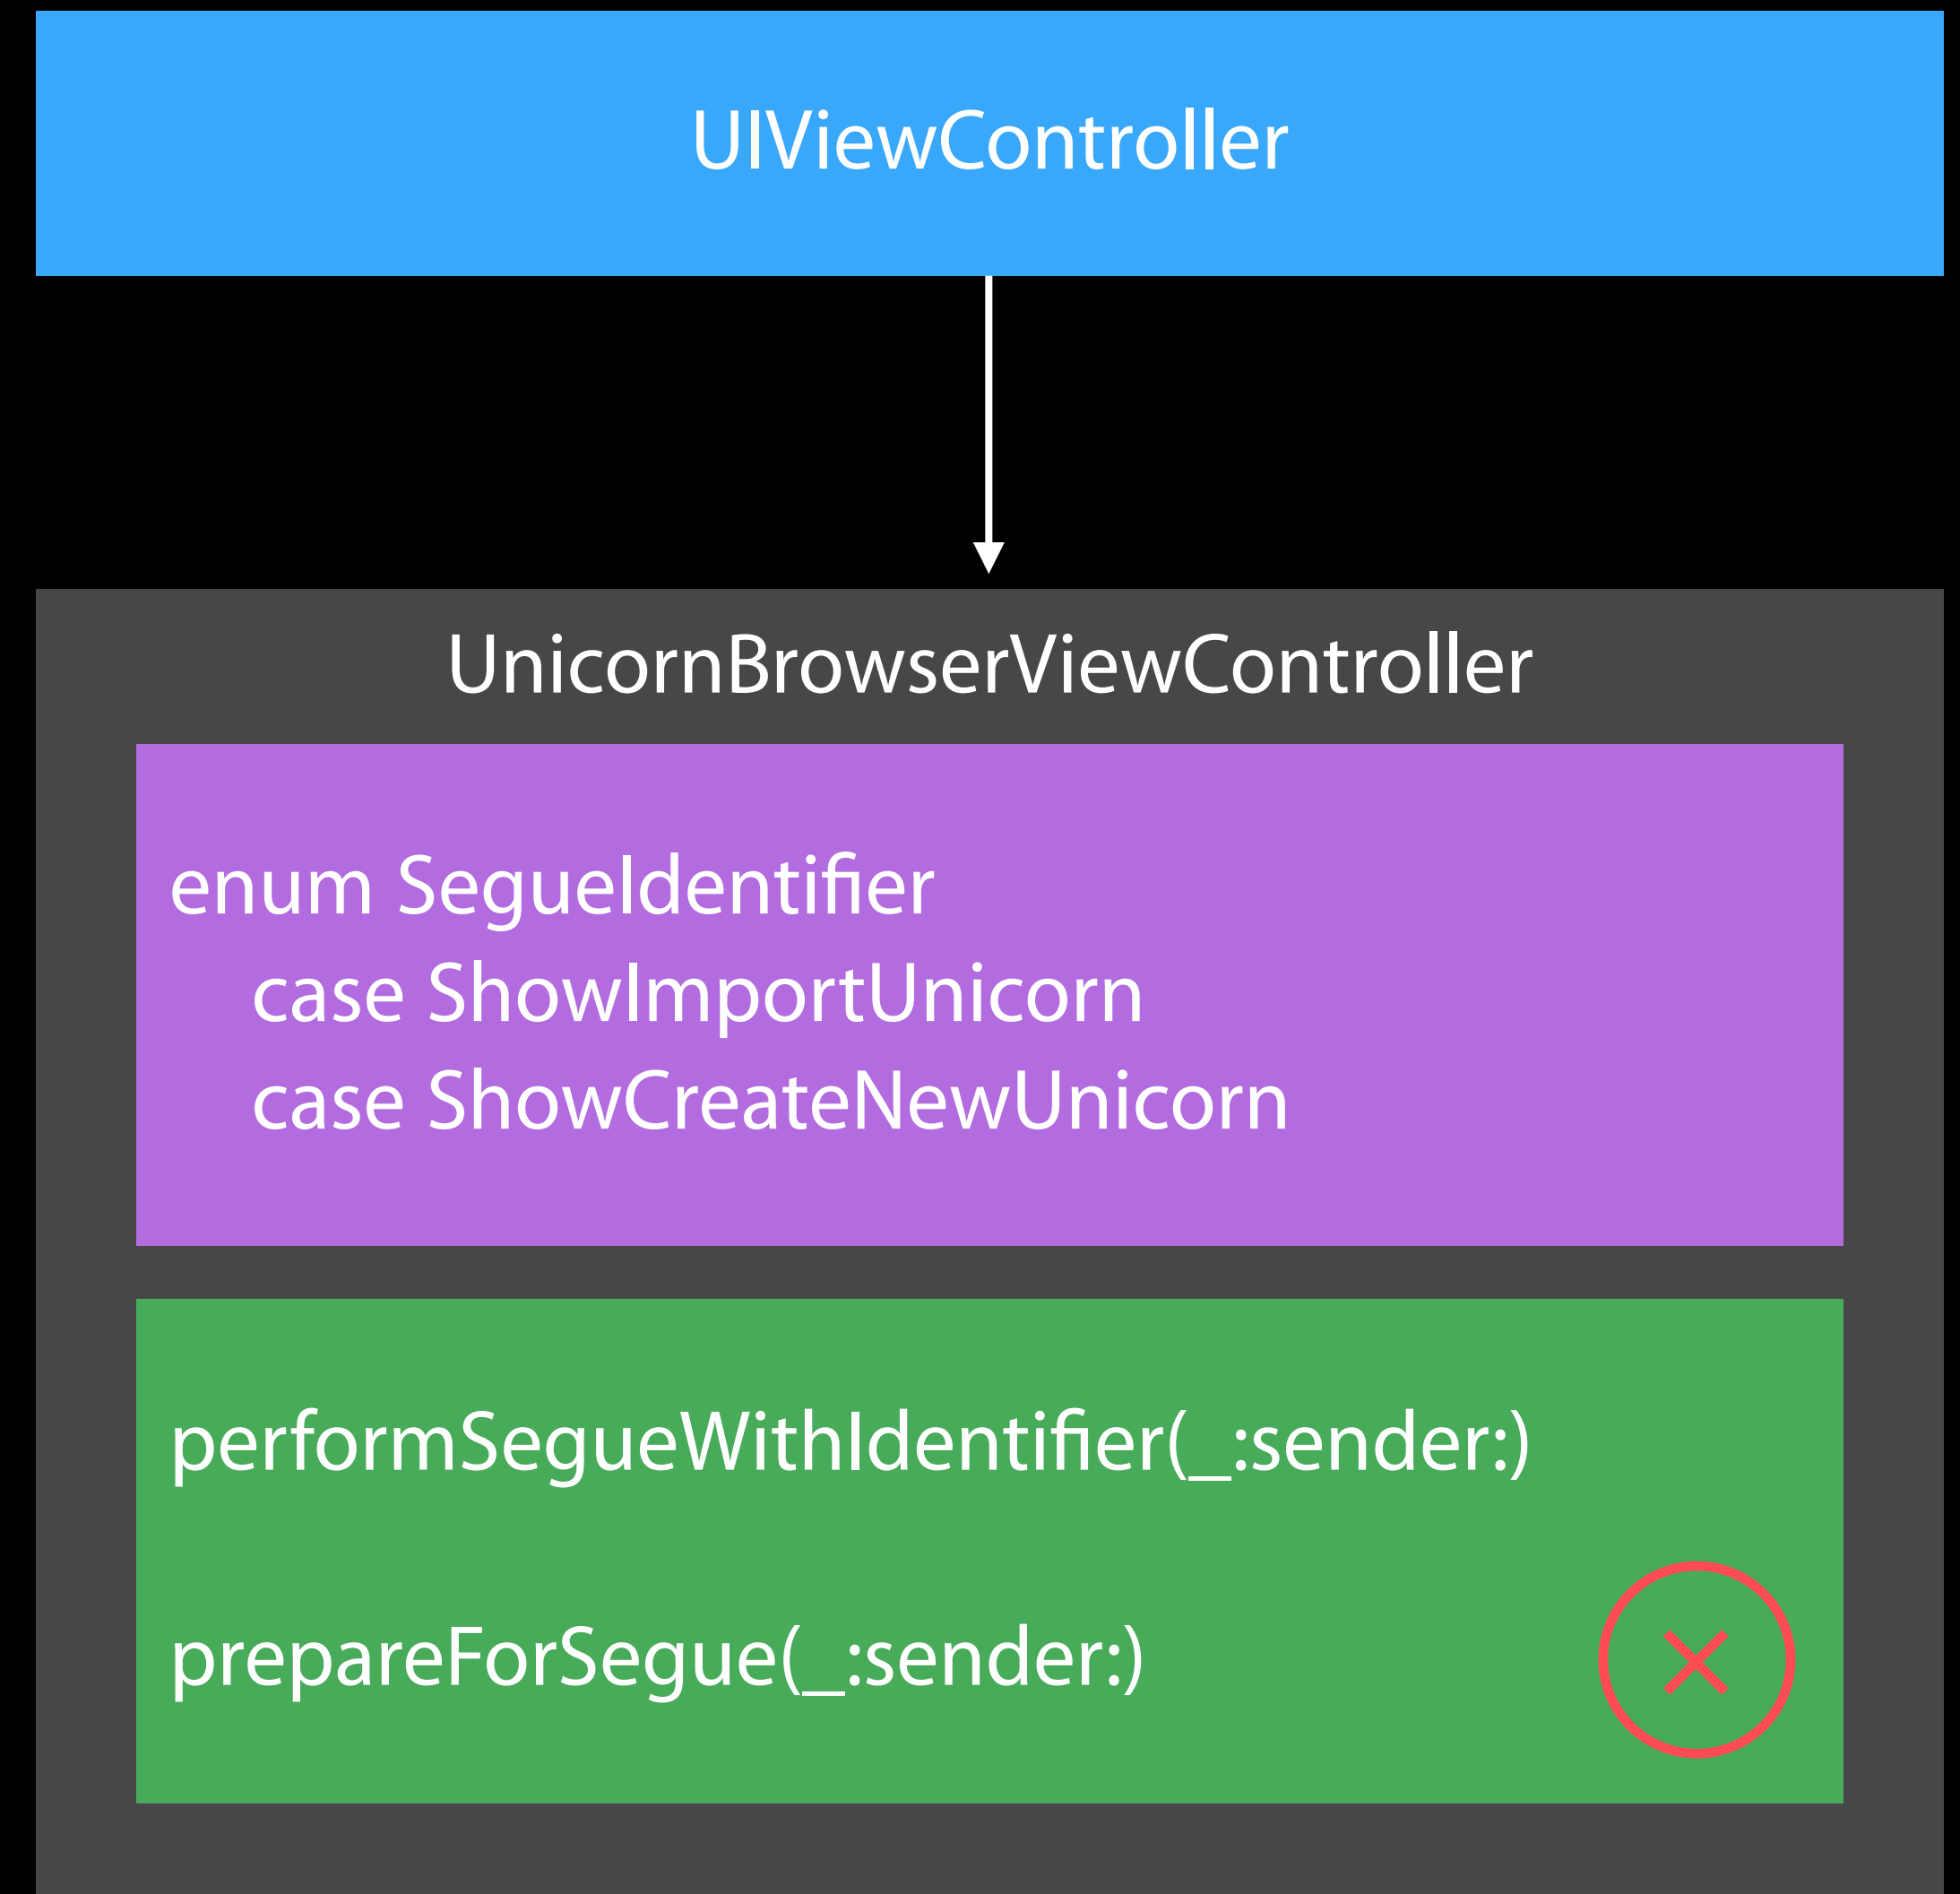 UIViewController
UnicornBrowserViewController
enum SegueIdentifier
case ShowImportUnicorn
case ShowCreateNewUnicorn
performSegueWithIdentifier(_:sender:)
prepareForSegue(_:sender:)